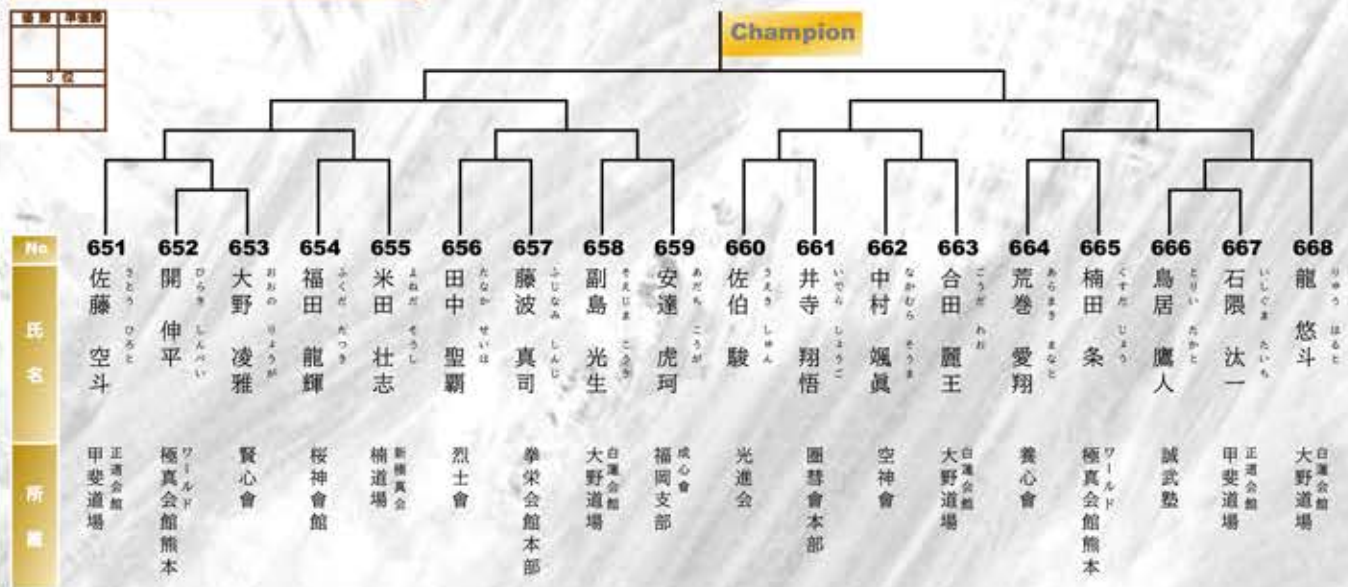 優勝 準優勝
3位
Champion
No
651 652 653 654 655 656 657 658 659 660 661 662 663 664 665 666 667 668
氏名
佐藤 空斗
さとう ひろと
開 伸平
ひらき しんぺい
大野 凌雅
おおの りょうが
福田 龍輝
ふくだ たつき
米田 壮志
よねだ そうし
田中 聖覇
たなか せいは
藤波 真司
ふじなみ しんじ
副島 光生
そえじま こうき
安達 虎珂
あだち こうが
佐伯 駿
さえき しゅん
井寺 翔悟
いでら しょうご
中村 颯眞
なかむら そうま
合田 麗王
ごうだ れお
荒巻 愛翔
あらまき まなと
楠田 条
くすだ じょう
鳥居 鷹人
とりい たかと
石隈 汰一
いしぐま たいち
龍 悠斗
りゅう はると
所属
正道会館
甲斐道場
ワールド
極真会館熊本
賢心會
桜神會館
新極真会
楠道場
烈士會
拳栄会館本部
白蓮会館
大野道場
成心會
福岡支部
光進会
圏彗會本部
空神會
白蓮会館
大野道場
養心會
ワールド
極真会館熊本
誠武塾
正道会館
甲斐道場
白蓮会館
大野道場